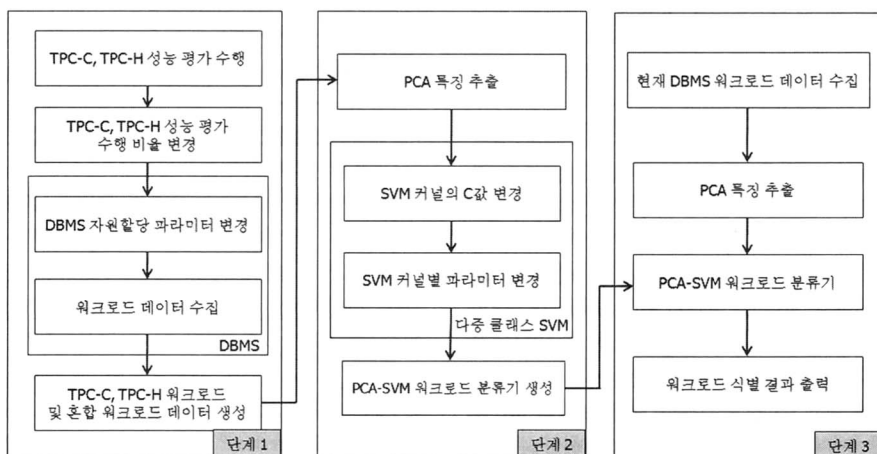 TPC-C, TPC-H 성능 평가 수행
TPC-C, TPC-H 성능 평가
수행 비율 변경
DBMS 자원할당 파라미터 변경
워크로드 데이터 수집
DBMS
TPC-C, TPC-H 워크로드
및 혼합 워크로드 데이터 생성
단계 1
PCA 특징 추출
SVM 커널의 C값 변경
SVM 커널별 파라미터 변경
다중 클래스 SVM
PCA-SVM 워크로드 분류기 생성
단계 2
현재 DBMS 워크로드 데이터 수집
PCA 특징 추출
PCA-SVM 워크로드 분류기
워크로드 식별 결과 출력
단계 3